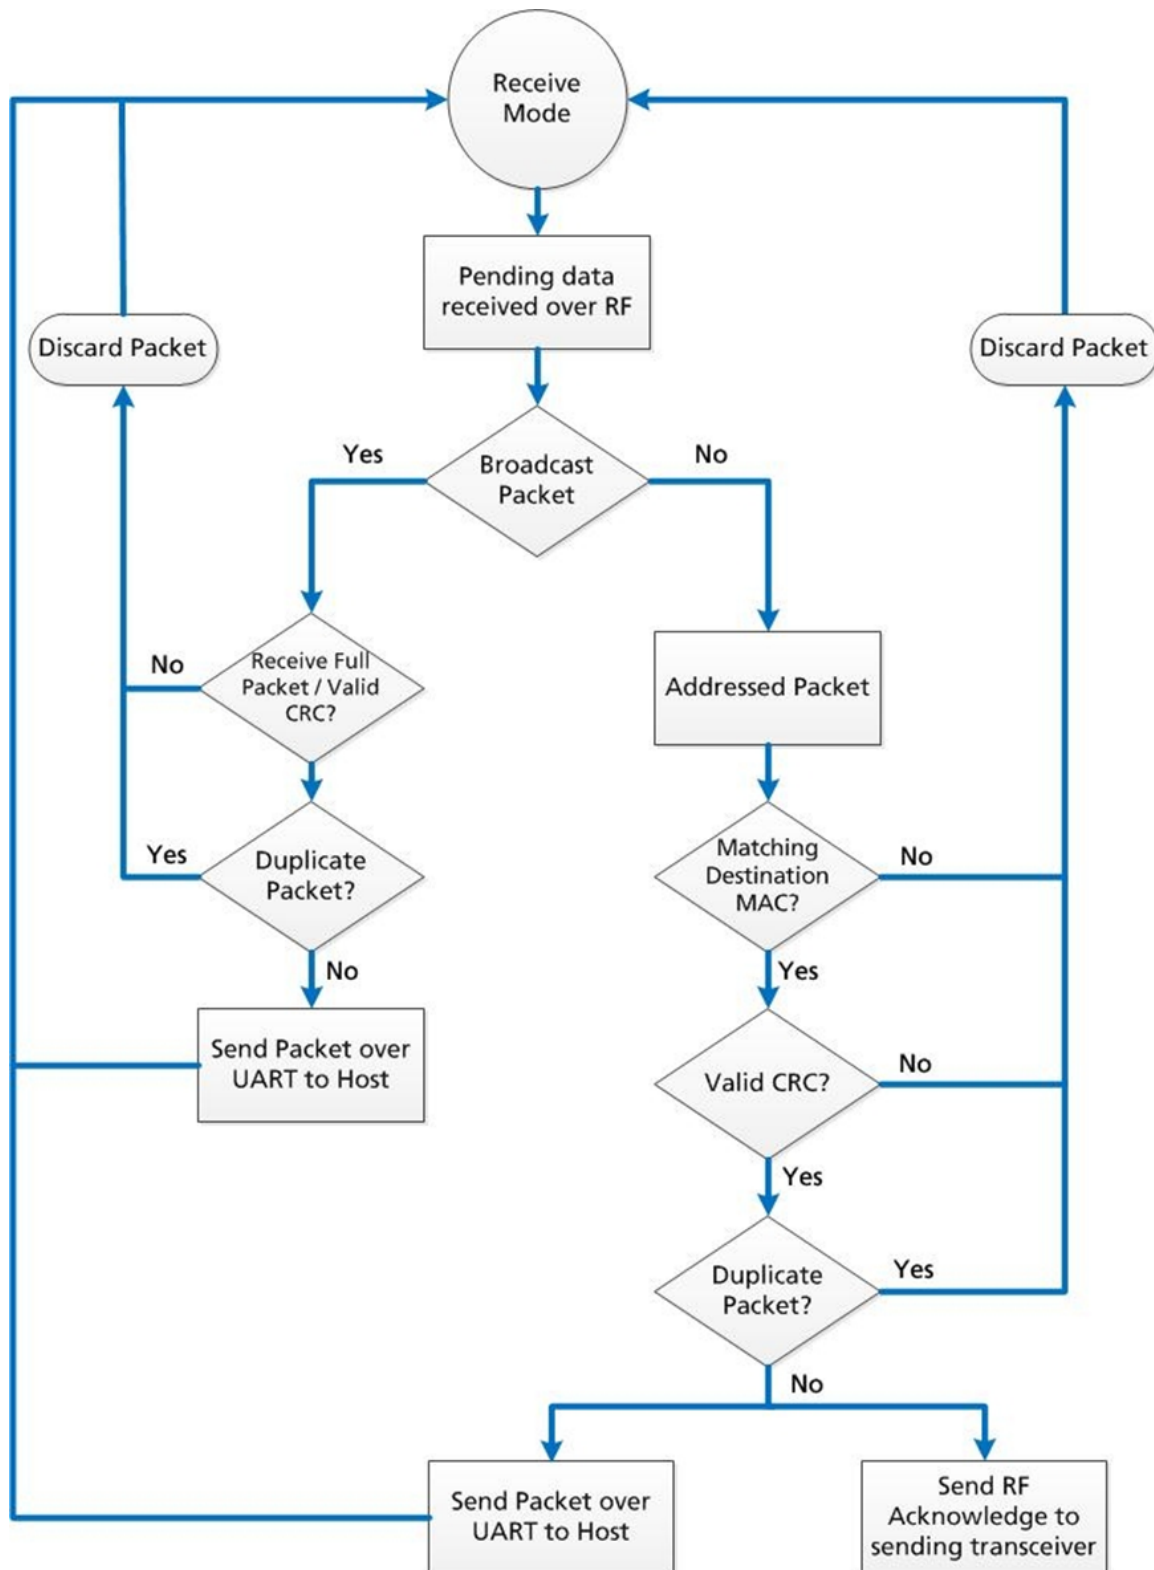 Receive
Mode
Pending data
received over RF
Discard Packet
Discard Packet
Yes
Broadcast
Packet
No
No
Receive Full
Packet / Valid
CRC?
Addressed Packet
Yes
Duplicate
Packet?
Matching
Destination
MAC?
No
No
Yes
Send Packet over
UART to Host
Valid CRC?
No
Yes
Duplicate
Packet?
Yes
No
Send Packet over
UART to Host
Send RF
Acknowledge to
sending transceiver